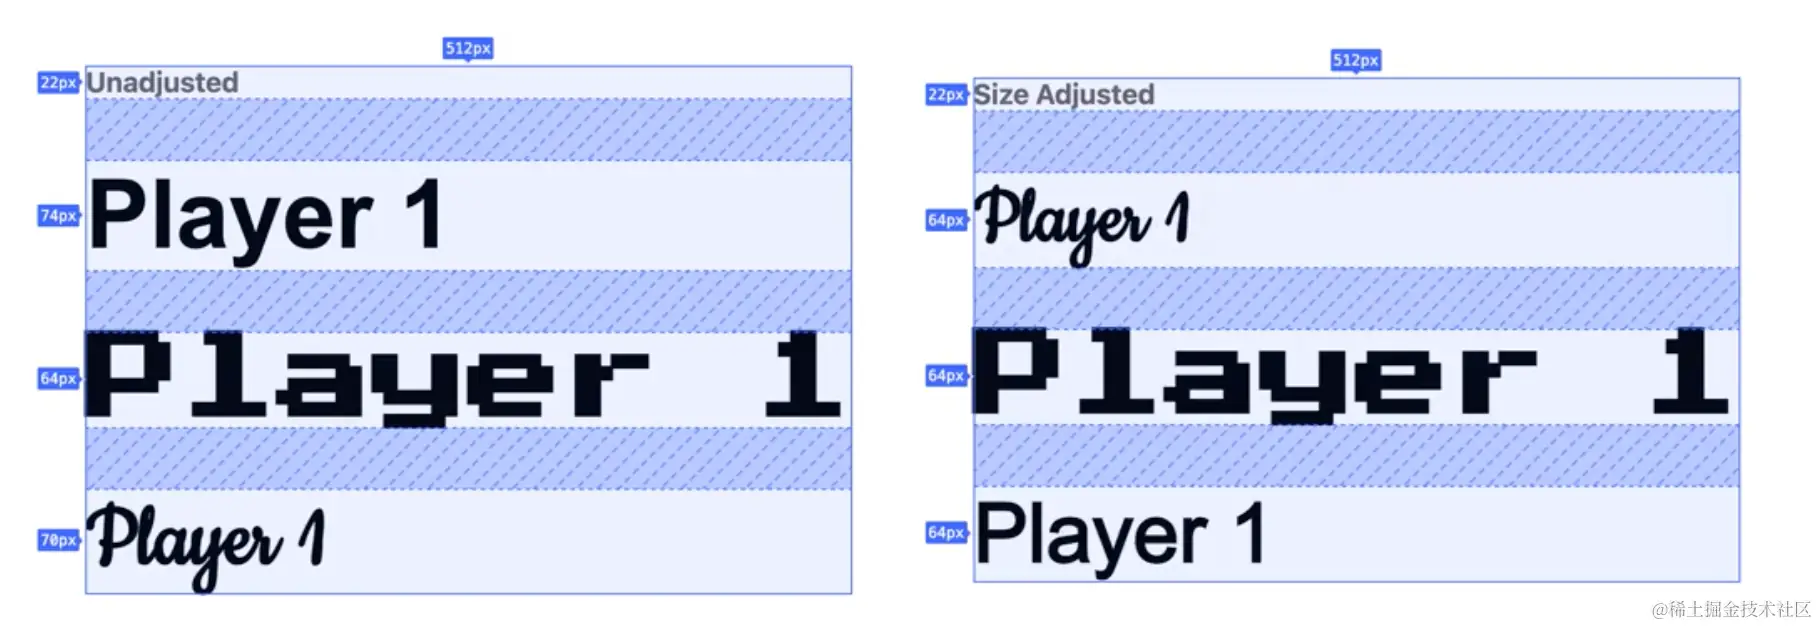 512px
22px Unadjusted
74px Player 1
64px Player 1
70px Player 1
512px
22px Size Adjusted
64px Player 1
64px Player 1
64px Player 1
@稀土掘金技术社区